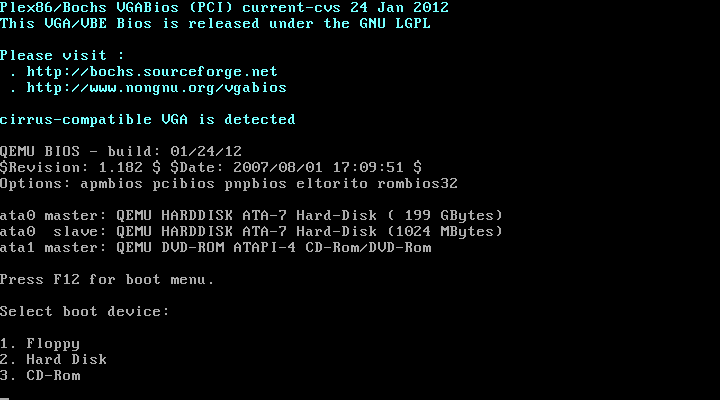 Plex86/Bochs VGABios (PCI) current-cvs 24 Jan 2012
This VGA/VBE Bios is released under the GNU LGPL
Please visit :
. http://bochs.sourceforge.net
. http://www.nongnu.org/vgabios
cirrus-compatible VGA is detected
QEMU BIOS - build: 01/24/12
$Revision: 1.182 $ $Date: 2007/08/01 17:09:51 $
Options: apmbios pcibios pnpbios eltorito rombios32
ata0 master: QEMU HARDDISK ATA-7 Hard-Disk ( 199 GBytes)
ata0  slave: QEMU HARDDISK ATA-7 Hard-Disk (1024 MBytes)
ata1 master: QEMU DVD-ROM ATAPI-4 CD-Rom/DVD-Rom
Press F12 for boot menu.
Select boot device:
1. Floppy
2. Hard Disk
3. CD-Rom